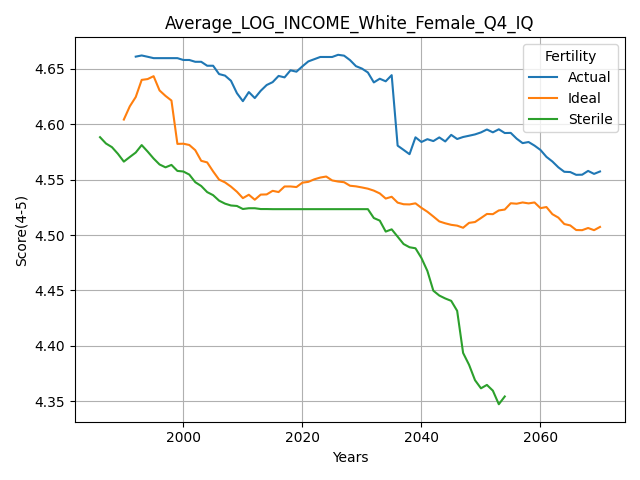 Average_LOG_INCOME_White_Female_Q4_IQ
Score(4-5)
4.65
4.60
4.55
4.50
4.45
4.40
4.35
Fertility
Actual
Ideal
Sterile
2000
2020
2040
2060
Years